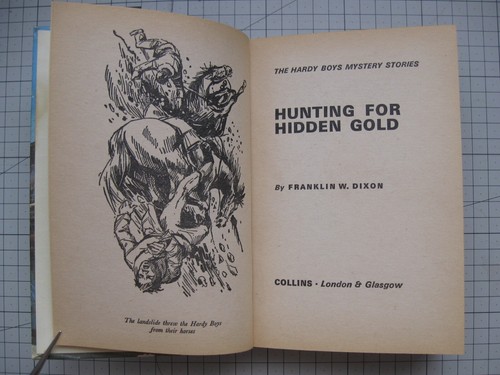 The landslide threw the Hardy Boys
from their horses
THE HARDY BOYS MYSTERY STORIES
HUNTING FOR
HIDDEN GOLD
By FRANKLIN W. DIXON
COLLINS · London & Glasgow